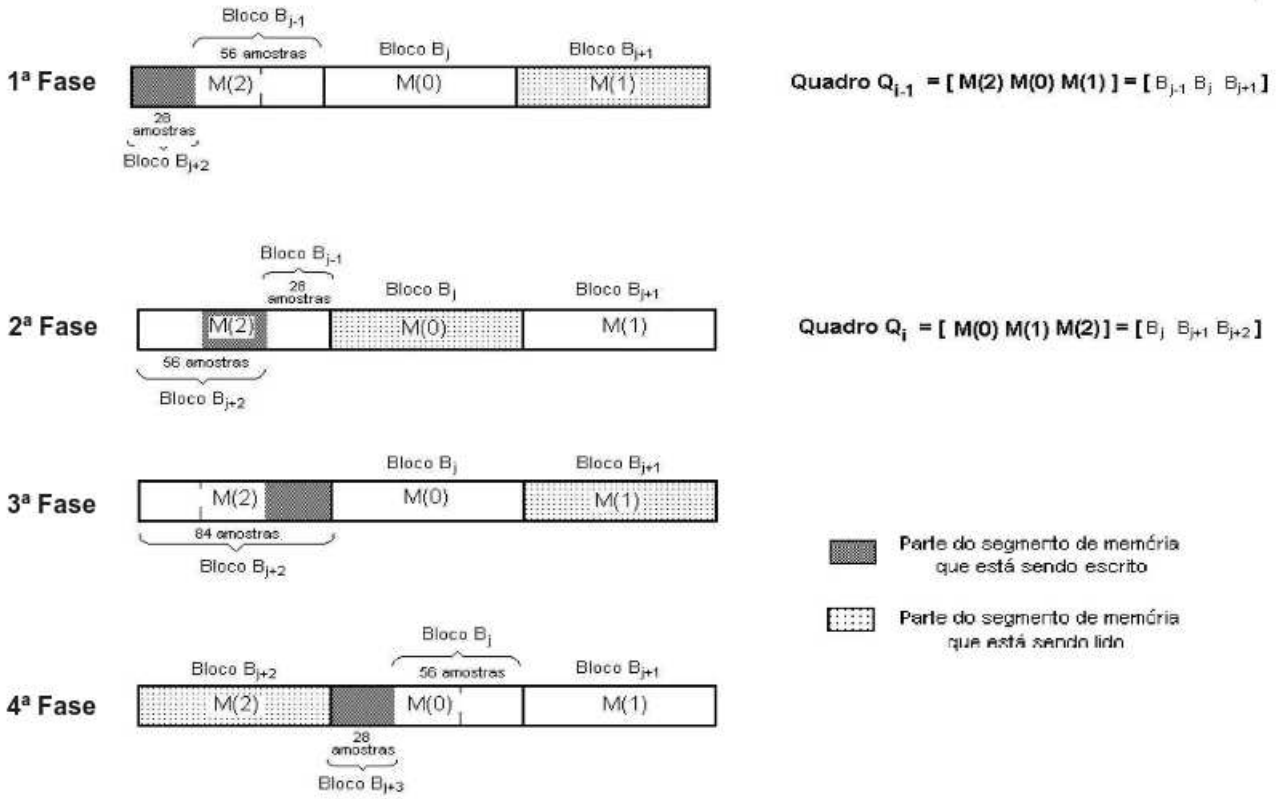 Bloco Bj-1
56 amostras
Bloco Bj
Bloco Bj+1
1ª Fase
M(2)
M(0)
M(1)
Quadro Qi-1 = [ M(2) M(0) M(1) ] = [ Bj-1 Bj Bj+1 ]
28
amostras
Bloco Bj+2
Bloco Bj-1
28
amostras
Bloco Bj
Bloco Bj+1
2ª Fase
M(2)
M(0)
M(1)
Quadro Qi = [ M(0) M(1) M(2) ] = [ Bj Bj+1 Bj+2 ]
56 amostras
Bloco Bj+2
Bloco Bj
Bloco Bj+1
3ª Fase
M(2)
M(0)
M(1)
84 amostras
Bloco Bj+2
Parte do segmento de memória
que está sendo escrito
Parte do segmento de memória
que está sendo lido
Bloco Bj
Bloco Bj+2
56 amostras
Bloco Bj+1
4ª Fase
M(2)
M(0)
M(1)
28
amostras
Bloco Bj+3